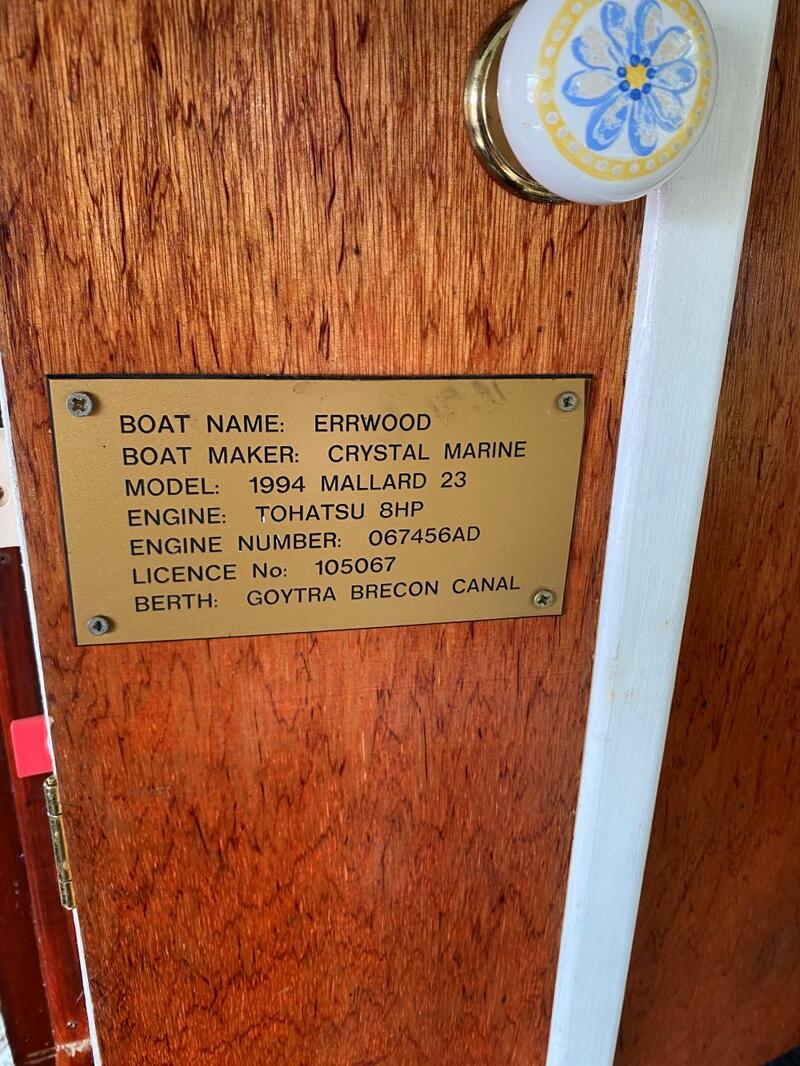 BOAT NAME: ERRWOOD
BOAT MAKER: CRYSTAL MARINE
MODEL: 1994 MALLARD 23
ENGINE: TOHATSU 8HP
ENGINE NUMBER: 067456AD
LICENCE No: 105067
BERTH: GOYTRA BRECON CANAL